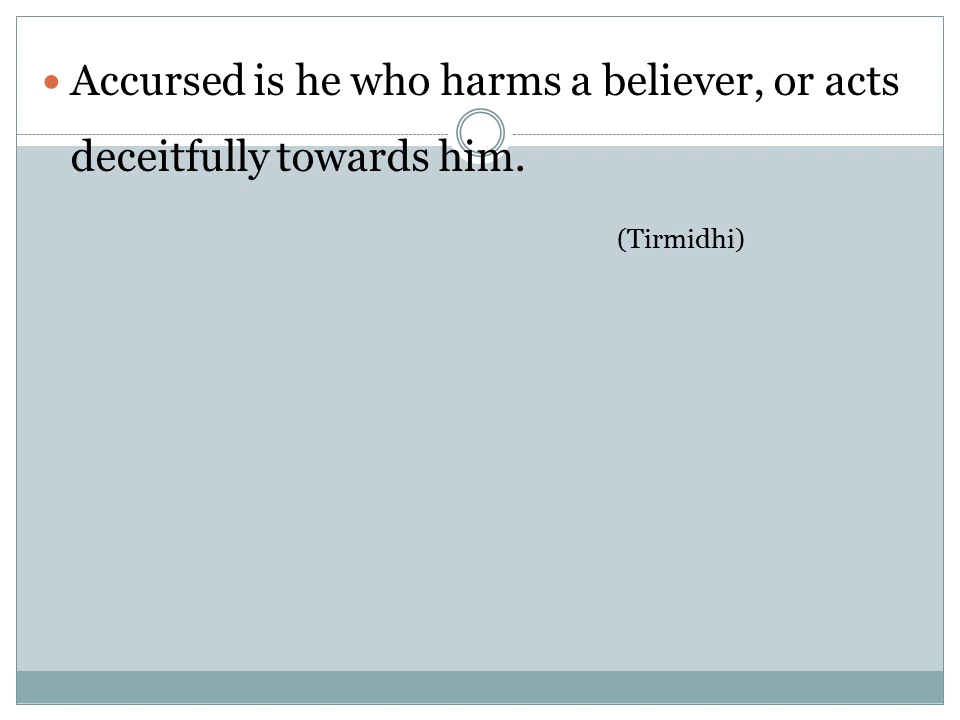 • Accursed is he who harms a believer, or acts
deceitfully towards him.
(Tirmidhi)